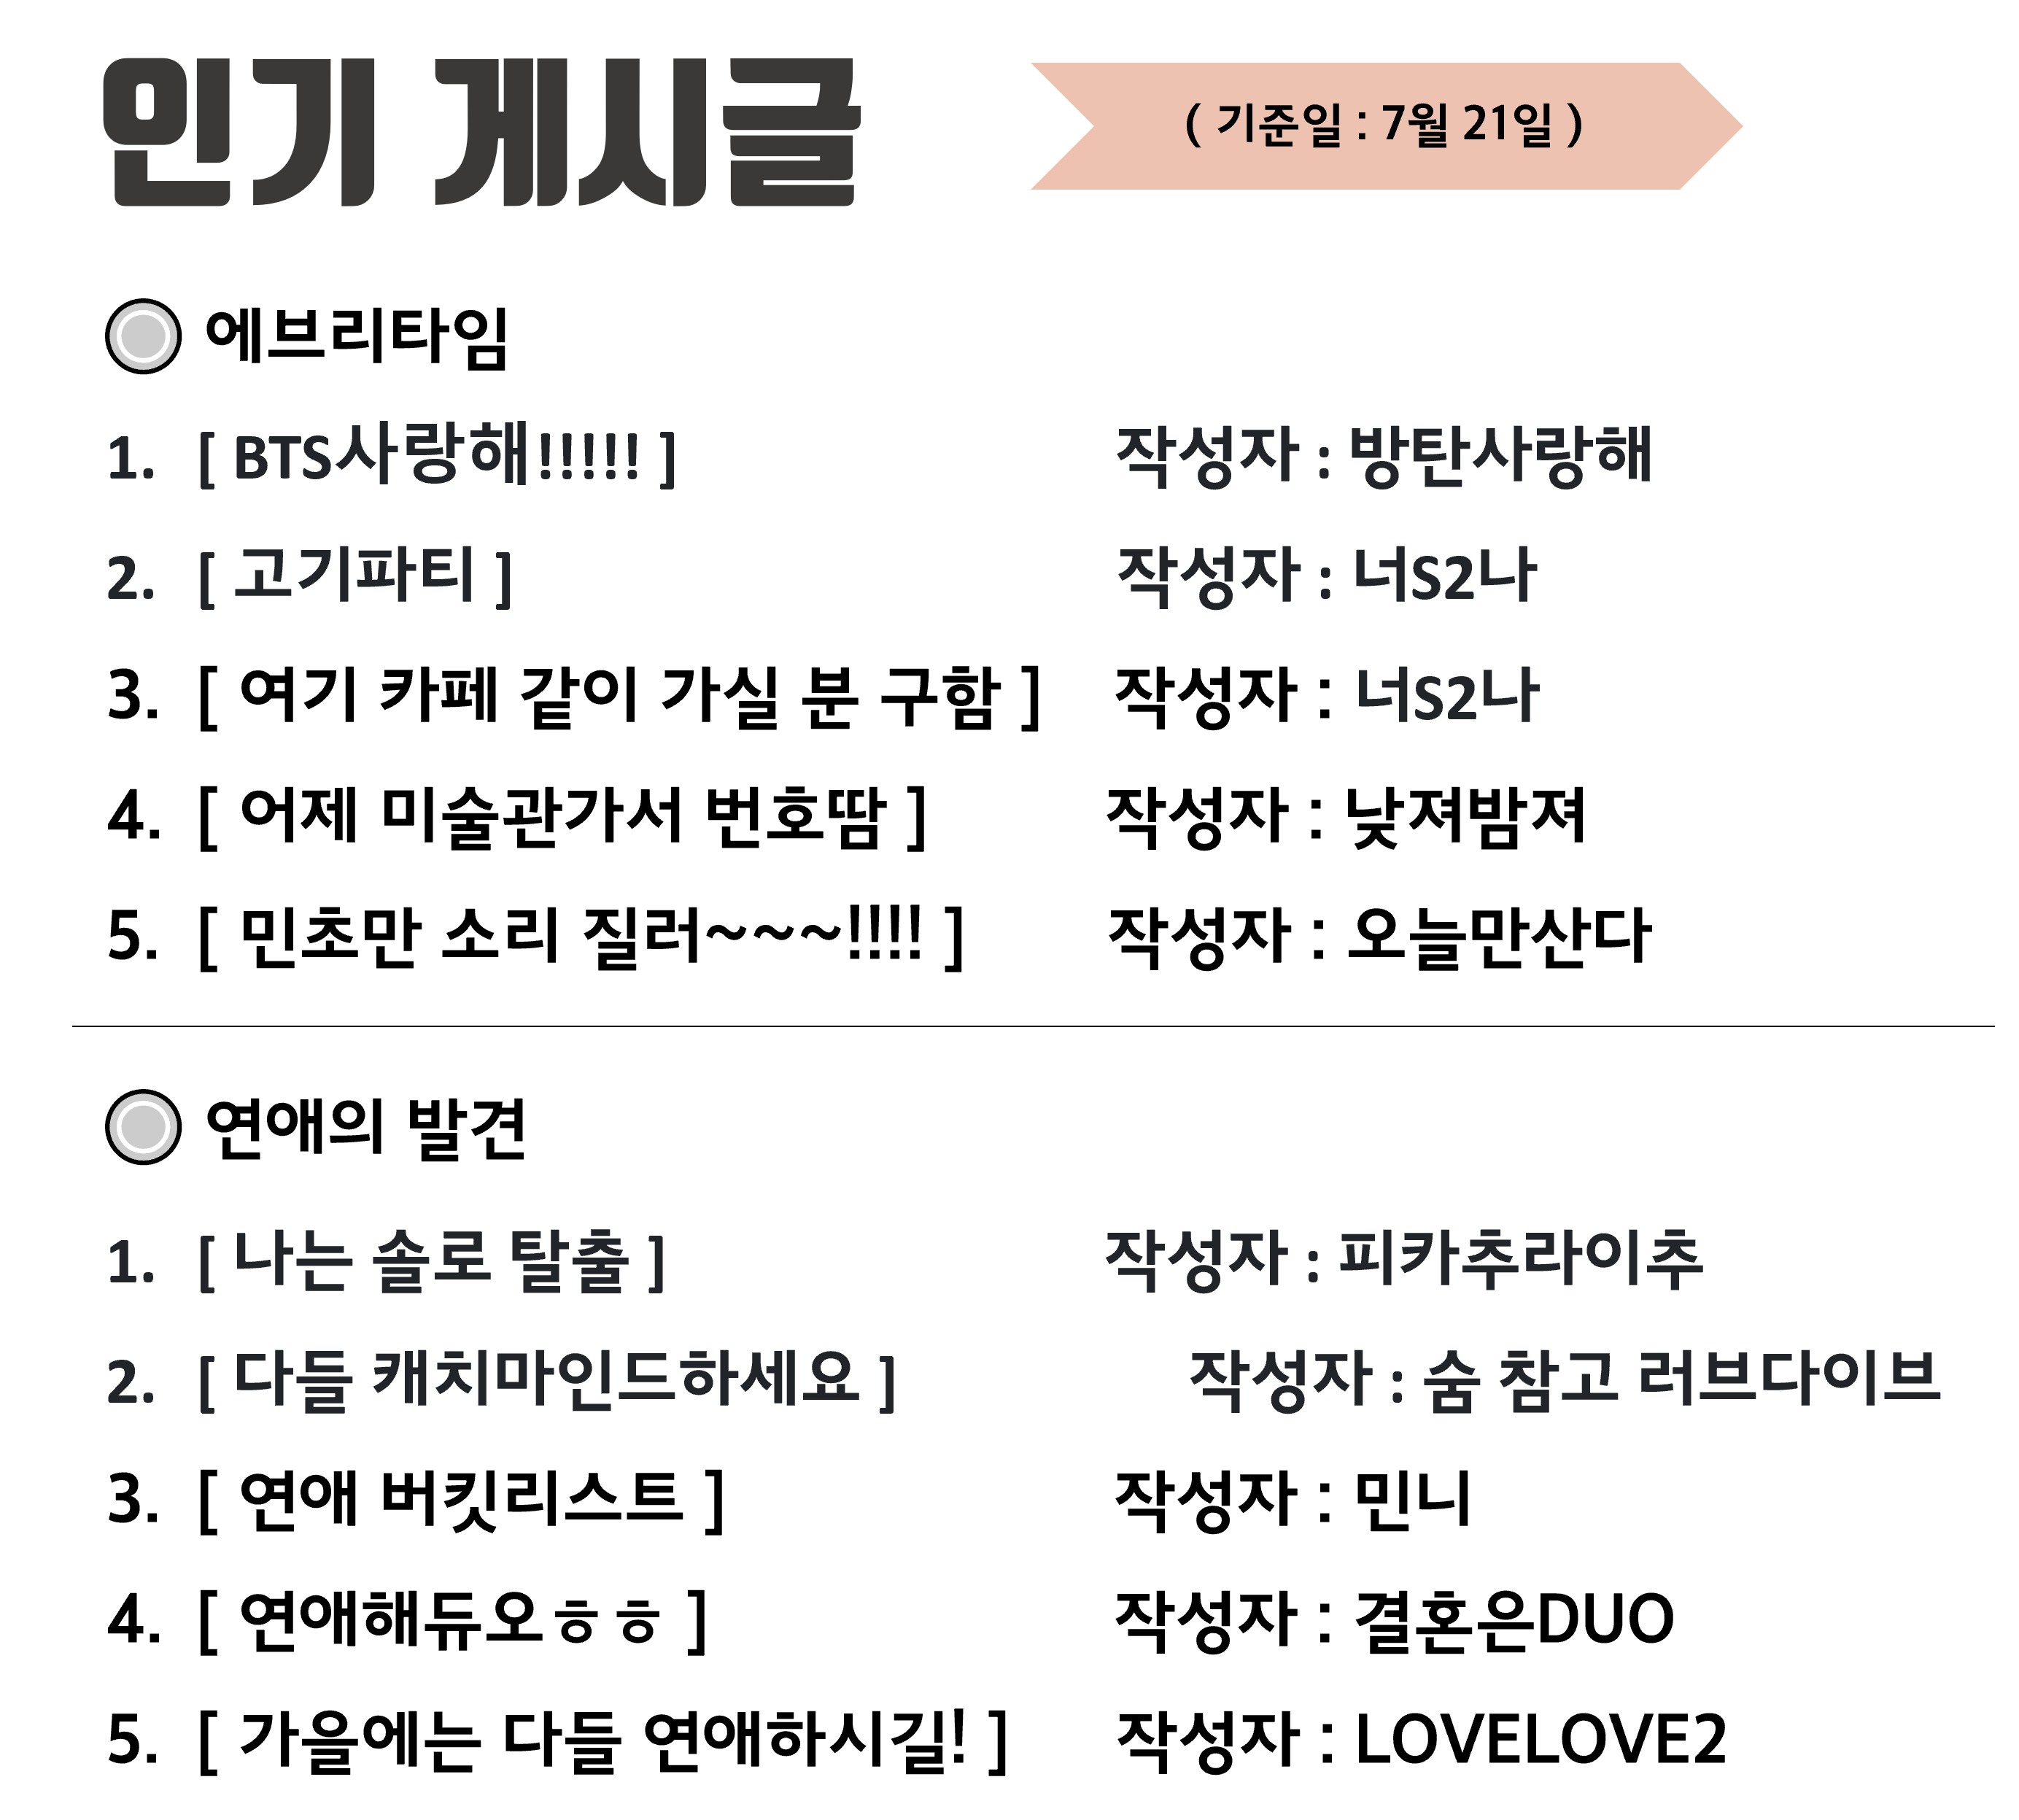 인기 게시글
( 기준일 : 7월 21일 )
에브리타임
1. [ BTS사랑해!!!!! ] 작성자 : 방탄사랑해
2. [ 고기파티 ] 작성자 : 너S2나
3. [ 여기 카페 같이 가실 분 구함 ] 작성자 : 너S2나
4. [ 어제 미술관가서 번호땀 ] 작성자 : 낮져밤져
5. [ 민초만 소리 질러~~~!!!! ] 작성자 : 오늘만산다
연애의 발견
1. [ 나는 솔로 탈출 ] 작성자 : 피카츄라이츄
2. [ 다들 캐치마인드하세요 ] 작성자 : 숨 참고 러브다이브
3. [ 연애 버킷리스트 ] 작성자 : 민니
4. [ 연애해듀오ㅎㅎ ] 작성자 : 결혼은DUO
5. [ 가을에는 다들 연애하시길! ] 작성자 : LOVELOVE2